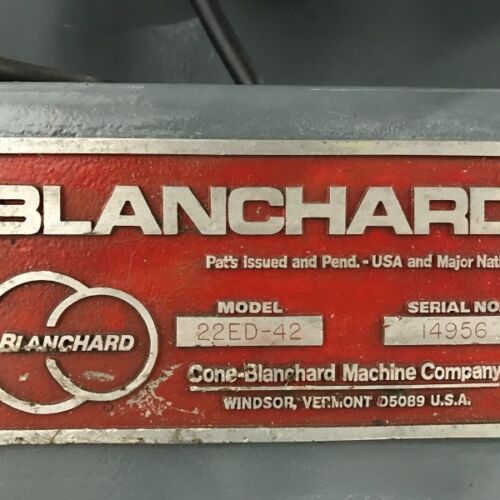 BLANCHARD
Pat's issued and Pend. - USA and Major Nati
BLANCHARD
MODEL
22ED-42
SERIAL NO.
14956
Cone-Blanchard Machine Company
WINDSOR, VERMONT 05089 U.S.A.